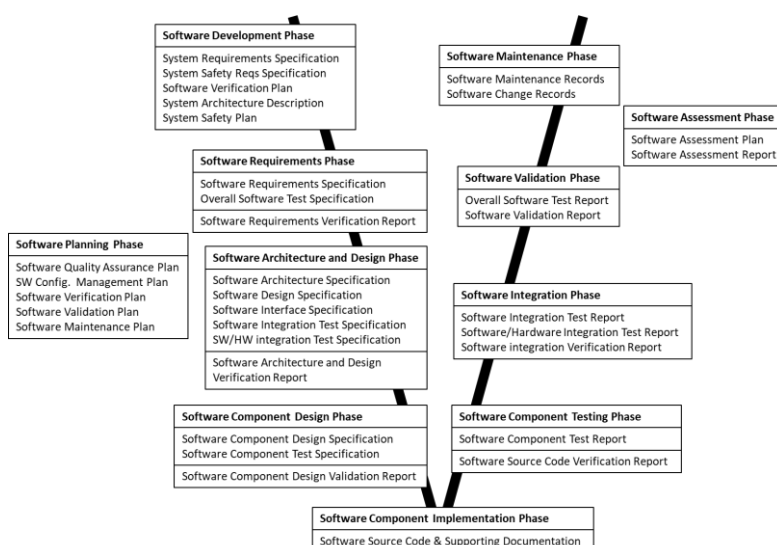 Software Development Phase
System Requirements Specification
System Safety Reqs Specification
Software Verification Plan
System Architecture Description
System Safety Plan
Software Maintenance Phase
Software Maintenance Records
Software Change Records
Software Assessment Phase
Software Assessment Plan
Software Assessment Report
Software Requirements Phase
Software Requirements Specification
Overall Software Test Specification
Software Requirements Verification Report
Software Validation Phase
Overall Software Test Report
Software Validation Report
Software Planning Phase
Software Quality Assurance Plan
SW Config. Management Plan
Software Verification Plan
Software Validation Plan
Software Maintenance Plan
Software Architecture and Design Phase
Software Architecture Specification
Software Design Specification
Software Interface Specification
Software Integration Test Specification
SW/HW integration Test Specification
Software Architecture and Design
Verification Report
Software Integration Phase
Software Integration Test Report
Software/Hardware Integration Test Report
Software integration Verification Report
Software Component Design Phase
Software Component Design Specification
Software Component Test Specification
Software Component Design Validation Report
Software Component Testing Phase
Software Component Test Report
Software Source Code Verification Report
Software Component Implementation Phase
Software Source Code & Supporting Documentation